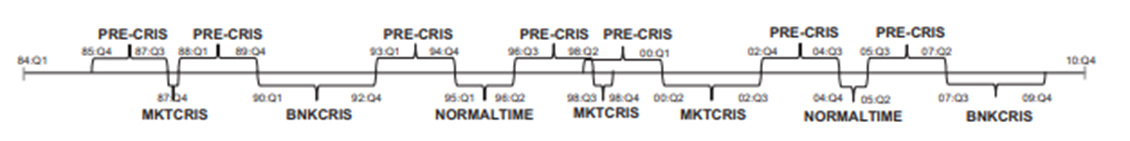 PRE-CRIS PRE-CRIS PRE-CRIS PRE-CRIS PRE-CRIS PRE-CRIS PRE-CRIS
85:Q4 87:Q3 88:Q1 89:Q4 93:Q1 94:Q4 96:Q3 98:Q2 00:Q1 02:Q4 04:Q3 05:Q3 07:Q2
84:Q1 10:Q4
87:Q4 90:Q1 92:Q4 95:Q1 96:Q2 98:Q3 98:Q4 00:Q2 02:Q3 04:Q4 05:Q2 07:Q3 09:Q4
MKTCRIS BNKCRIS NORMALTIME MKTCRIS MKTCRIS NORMALTIME BNKCRIS